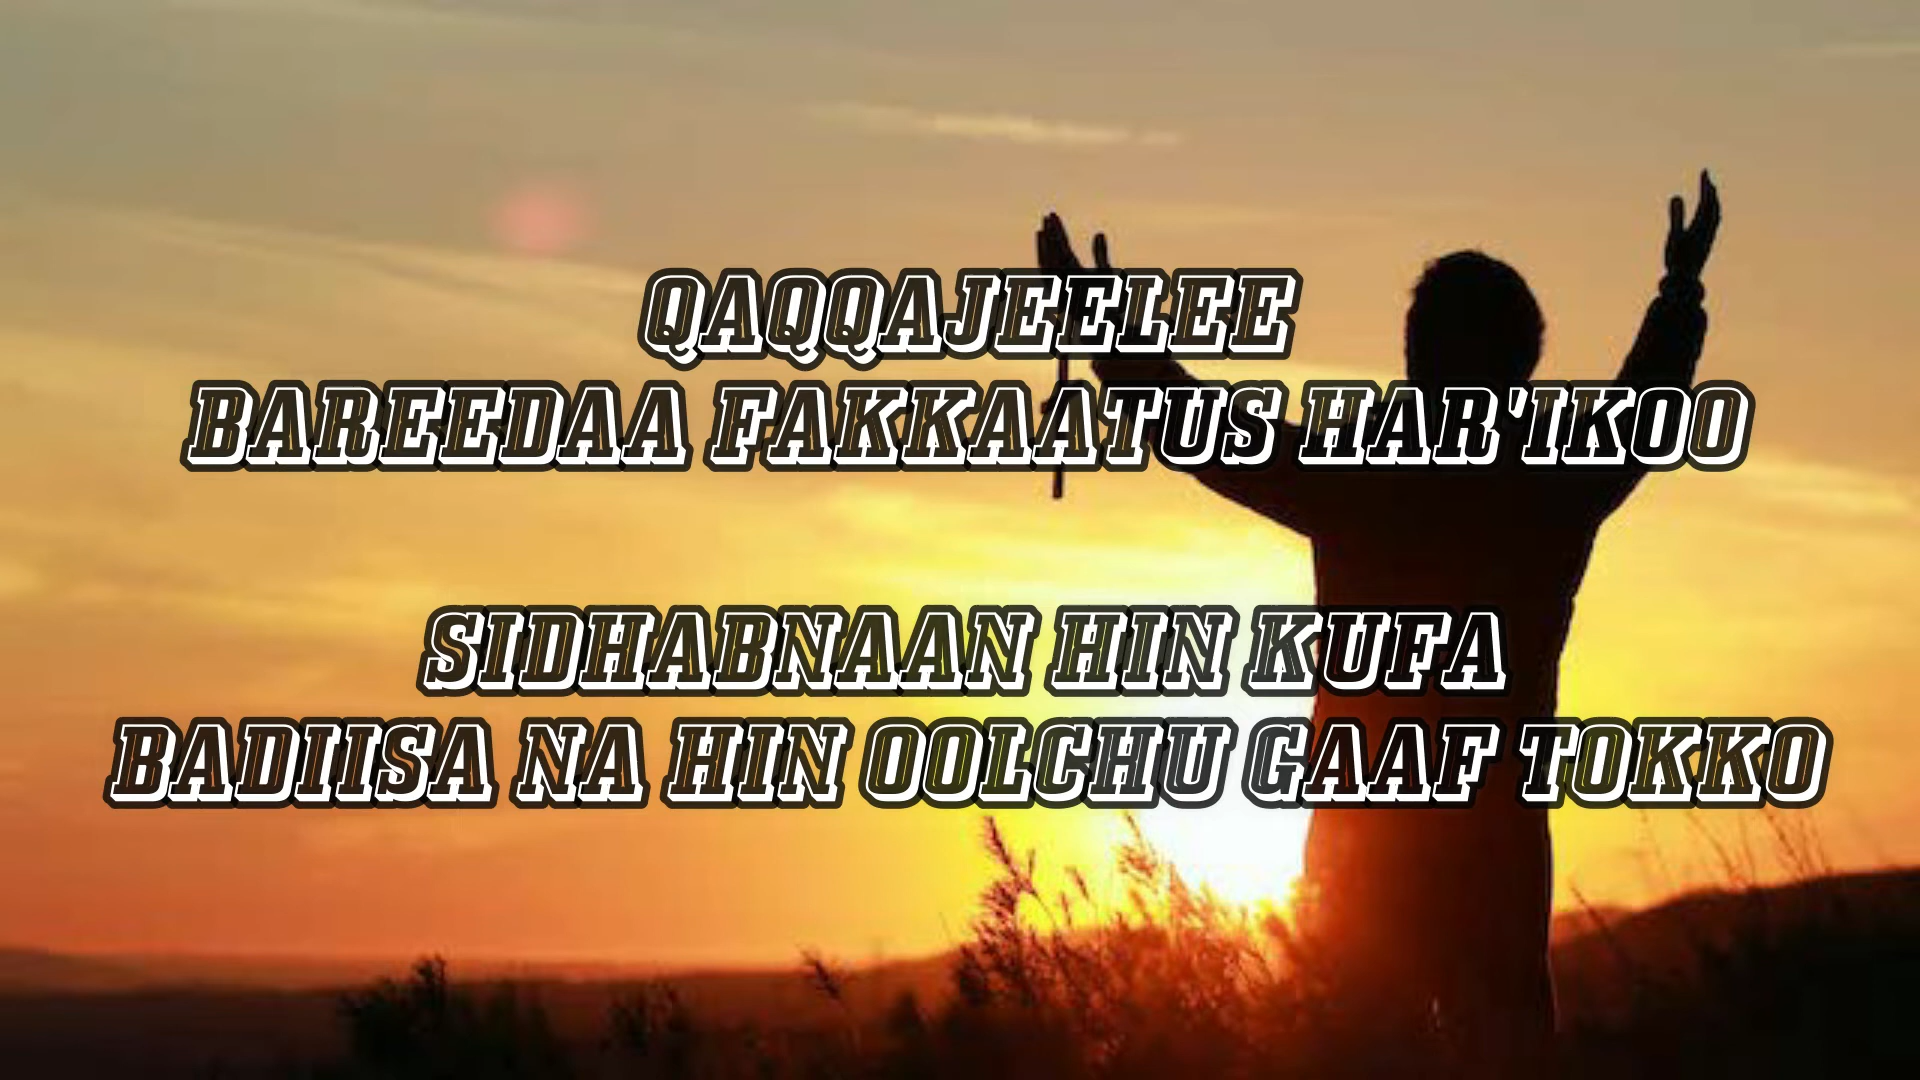 QAQQAJEELEE
BAREEDAA FAKKAATUS HAR'IKOO
SIDHABNAAN HIN KUFA
BADIISA NA HIN OOLCHU GAAF TOKKO